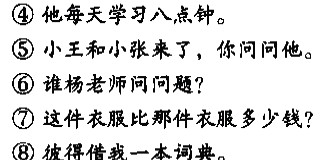 ④ 他每天学习八点钟。
⑤ 小王和小张来了，你问问他。
⑥ 谁杨老师问问题？
⑦ 这件衣服比那件衣服多少钱？
⑧ 彼得借我一本词典。